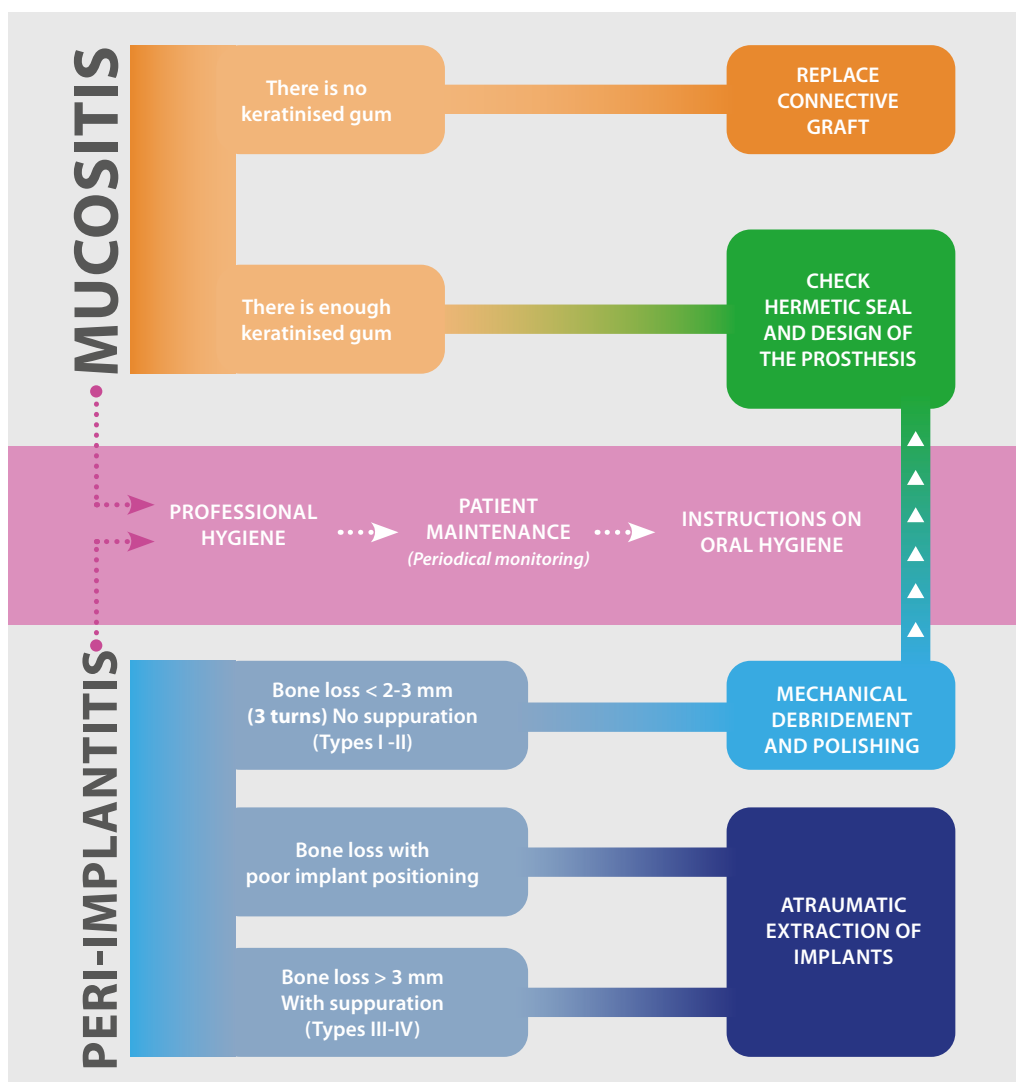 MUCOSITIS
There is no
keratinised gum
REPLACE
CONNECTIVE
GRAFT
There is enough
keratinised gum
CHECK
HERMETIC SEAL
AND DESIGN OF
THE PROSTHESIS
PROFESSIONAL
HYGIENE
PATIENT
MAINTENANCE
(Periodical monitoring)
INSTRUCTIONS ON
ORAL HYGIENE
PERI-IMPLANTITIS
Bone loss < 2-3 mm
(3 turns) No suppuration
(Types I -II)
MECHANICAL
DEBRIDEMENT
AND POLISHING
Bone loss with
poor implant positioning
ATRAUMATIC
EXTRACTION OF
IMPLANTS
Bone loss > 3 mm
With suppuration
(Types III-IV)